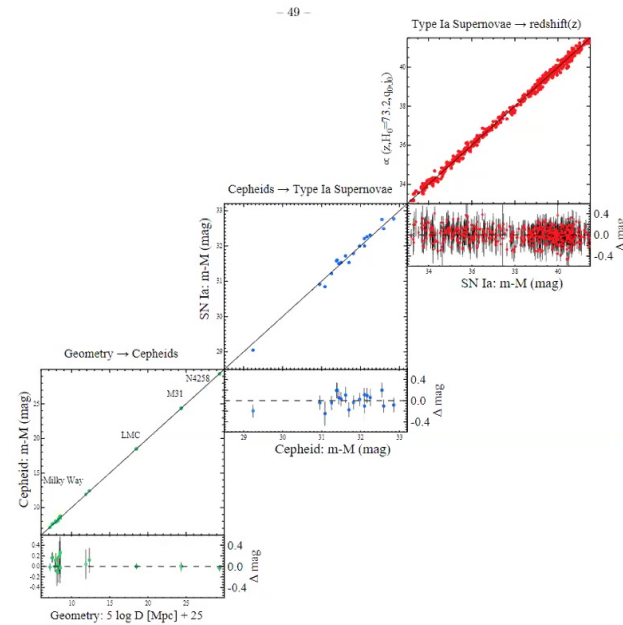 – 49 –
Type Ia Supernovae → redshift(z)
40
38
36
34
∝ (z,H0=73.2,q0,j0)
0.4
0.0
-0.4
Δ mag
34 36 38 40
SN Ia: m-M (mag)
Cepheids → Type Ia Supernovae
33
32
31
30
29
SN Ia: m-M (mag)
0.4
0.0
-0.4
Δ mag
29 30 31 32 33
Cepheid: m-M (mag)
Geometry → Cepheids
N4258
M31
LMC
Milky Way
25
20
15
10
Cepheid: m-M (mag)
0.4
0.2
0.0
-0.2
-0.4
0.4
0.0
-0.4
Δ mag
10 15 20 25
Geometry: 5 log D [Mpc] + 25